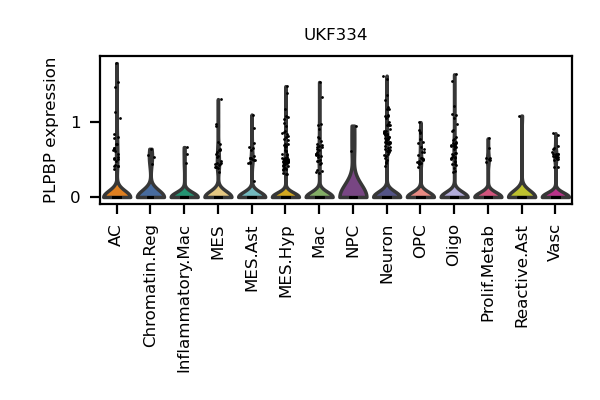 UKF334
PLPBP expression
1
0
AC
Chromatin.Reg
Inflammatory.Mac
MES
MES.Ast
MES.Hyp
Mac
NPC
Neuron
OPC
Oligo
Prolif.Metab
Reactive.Ast
Vasc